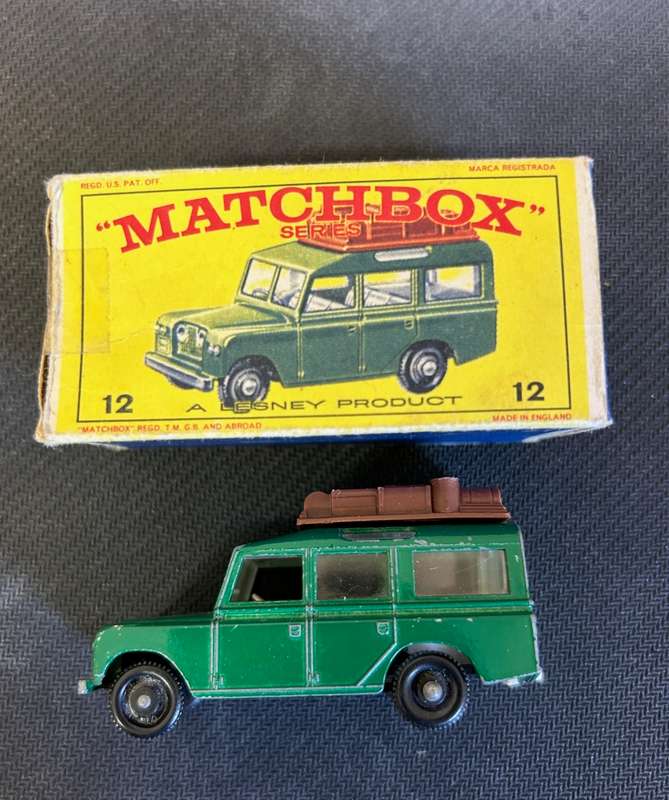 REGD. U.S. PAT. OFF.
MARCA REGISTRADA
"MATCHBOX"
SERIES
12
A LESNEY PRODUCT
12
"MATCHBOX" REGD. T.M. G.B. AND ABROAD
MADE IN ENGLAND